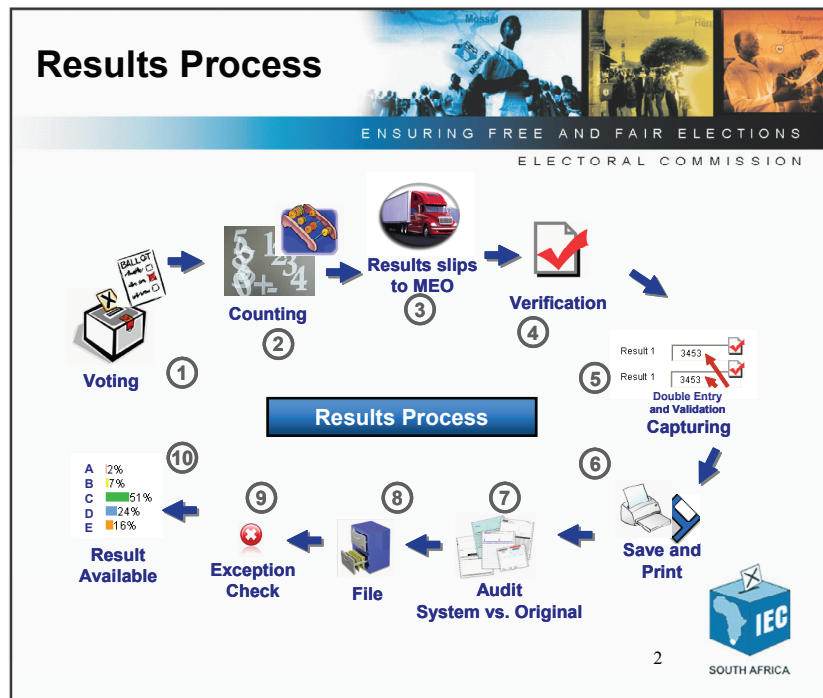 Results Process
ENSURING FREE AND FAIR ELECTIONS
ELECTORAL COMMISSION
BALLOT
Voting
1
Counting
2
Results slips
to MEO
3
Verification
4
5
Result 1 3453
Result 1 3453
Double Entry
and Validation
Capturing
Results Process
6
Save and
Print
7
Audit
System vs. Original
8
File
9
Exception
Check
10
A 2%
B 7%
C 51%
D 24%
E 16%
Result
Available
IEC
SOUTH AFRICA
2